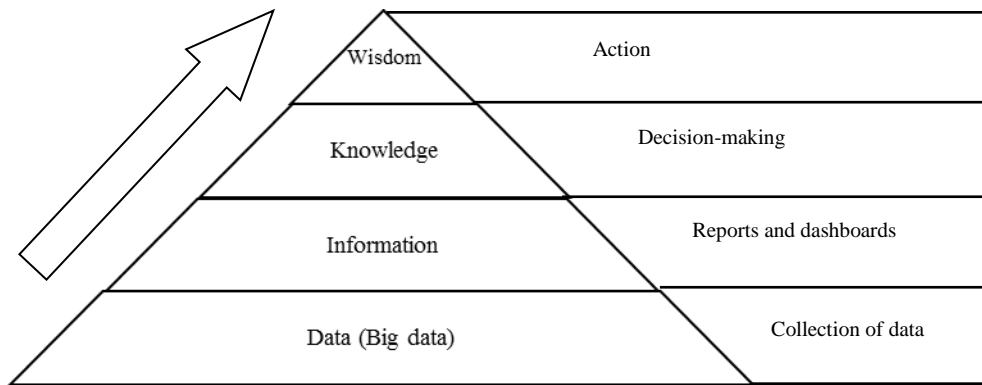 Wisdom
Action
Knowledge
Decision-making
Information
Reports and dashboards
Data (Big data)
Collection of data